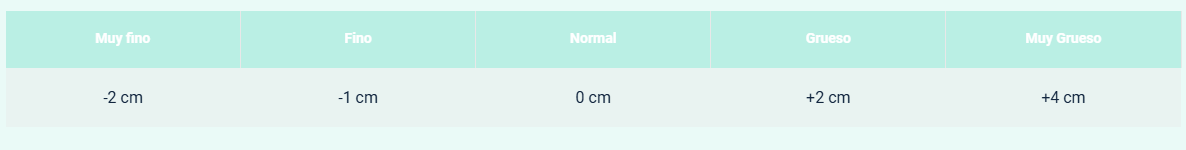 Muy fino Fino Normal Grueso Muy Grueso
-2 cm -1 cm 0 cm +2 cm +4 cm